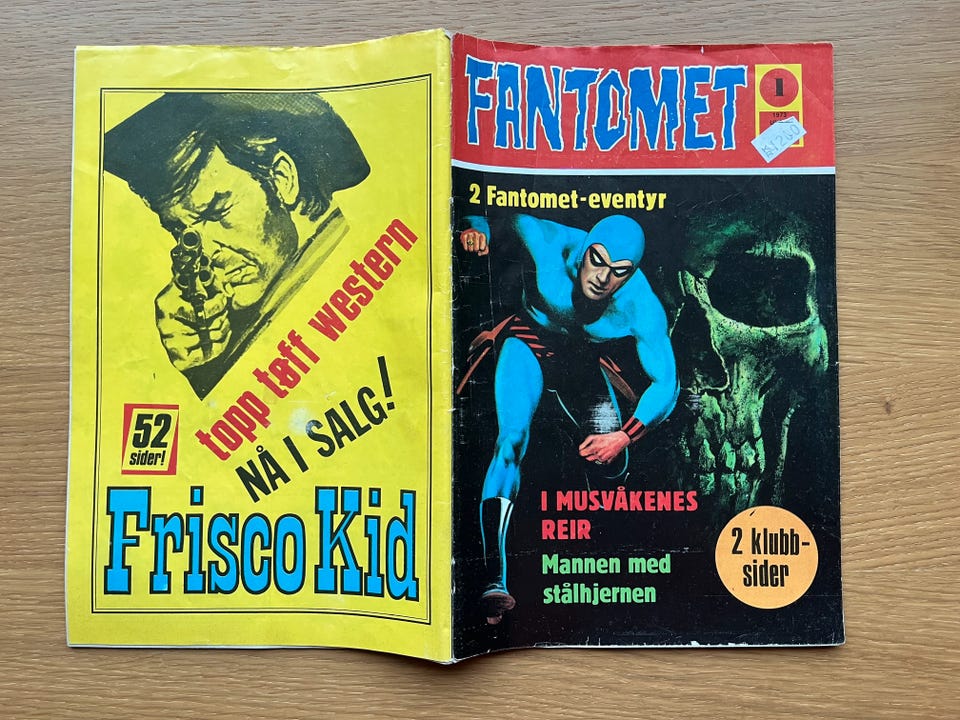 topp tøff western
NÅ I SALG!
52
sider!
Frisco Kid
FANTOMET
1
1973
2 Fantomet-eventyr
I MUSVÅKENES
REIR
Mannen med
stålhjernen
2 klubb-
sider